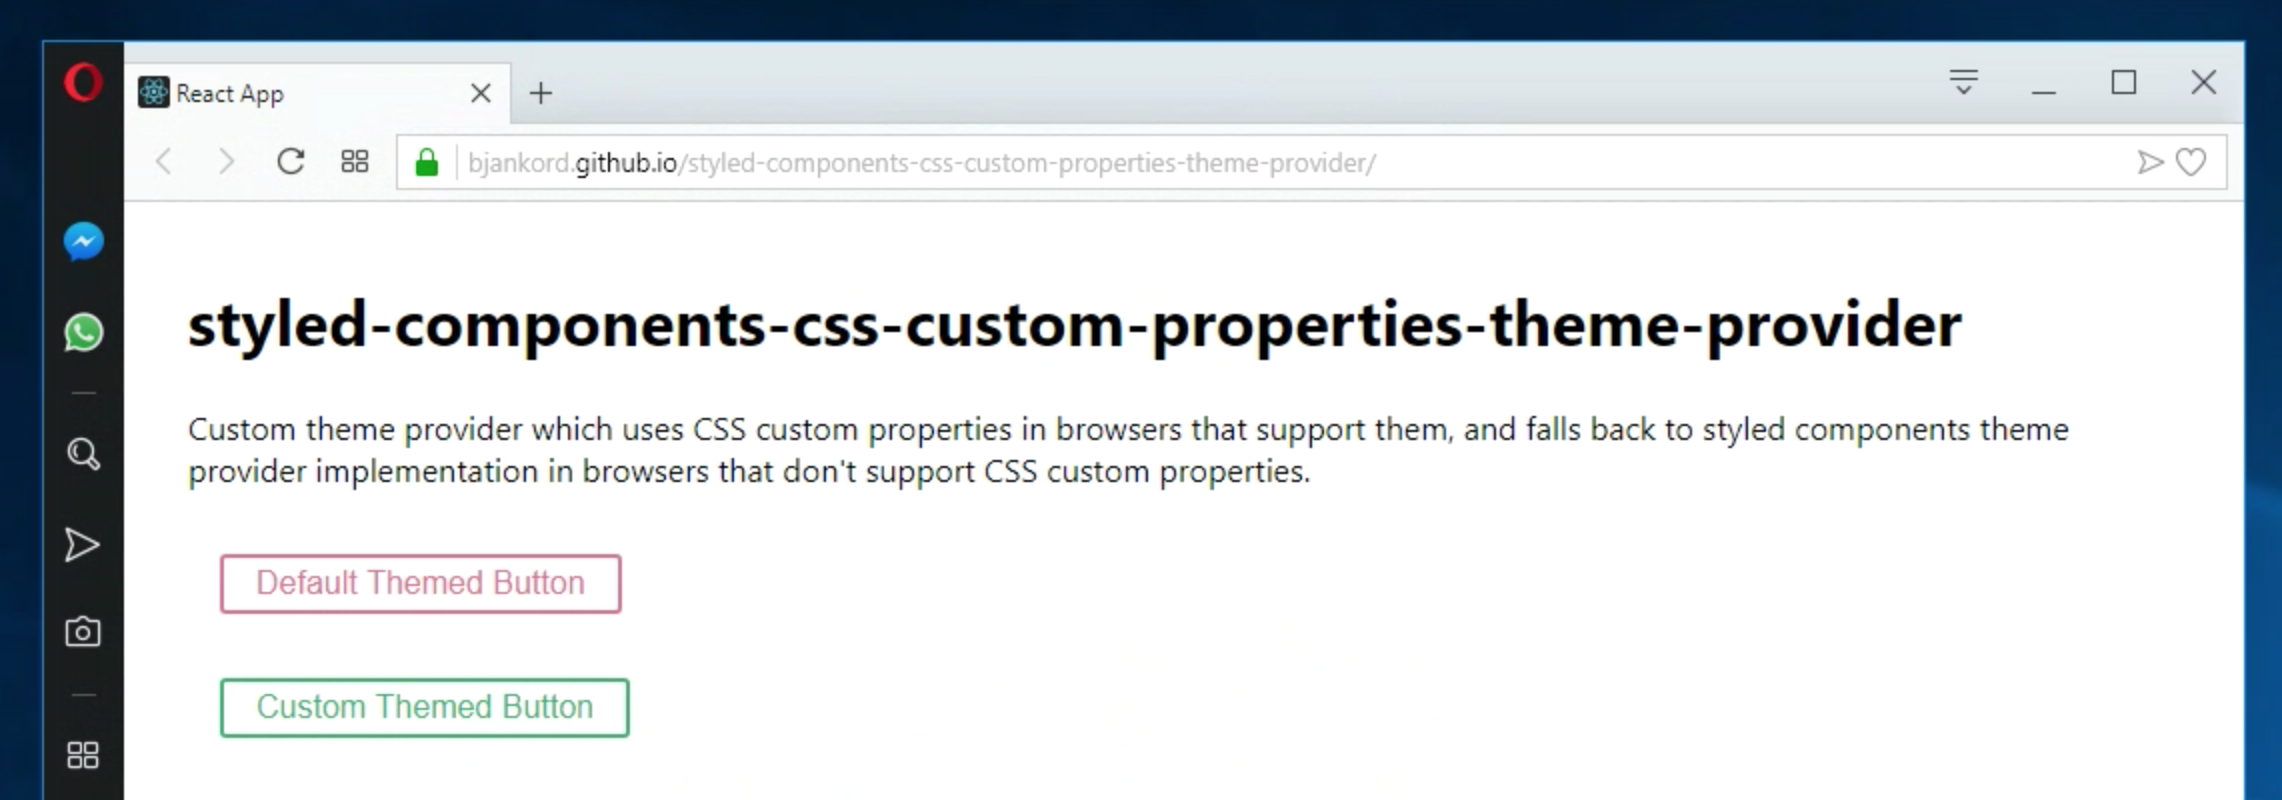 React App
bjankord.github.io/styled-components-css-custom-properties-theme-provider/
styled-components-css-custom-properties-theme-provider
Custom theme provider which uses CSS custom properties in browsers that support them, and falls back to styled components theme
provider implementation in browsers that don't support CSS custom properties.
Default Themed Button
Custom Themed Button